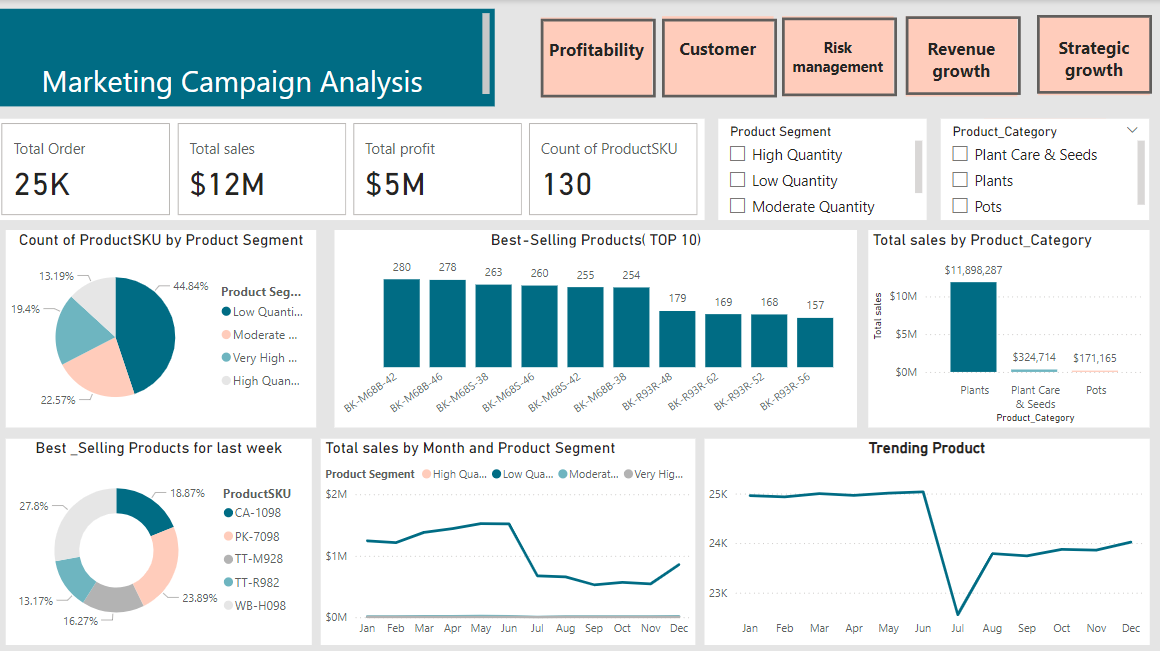 Marketing Campaign Analysis
Profitability
Customer
Risk
management
Revenue
growth
Strategic
growth
Total Order
25K
Total sales
$12M
Total profit
$5M
Count of ProductSKU
130
Product Segment
High Quantity
Low Quantity
Moderate Quantity
Product_Category
Plant Care & Seeds
Plants
Pots
Count of ProductSKU by Product Segment
13.19%
44.84%
19.4%
22.57%
Product Seg...
Low Quanti...
Moderate ...
Very High ...
High Quan...
Best-Selling Products( TOP 10)
280
278
263
260
255
254
179
169
168
157
BK-M68B-42
BK-M68B-46
BK-M68S-38
BK-M68S-46
BK-M68S-42
BK-M68B-38
BK-R93R-48
BK-R93R-62
BK-R93R-52
BK-R93R-56
Total sales by Product_Category
Total sales
$10M
$5M
$0M
$11,898,287
$324,714
$171,165
Plants
Plant Care
& Seeds
Pots
Product_Category
Best _Selling Products for last week
27.8%
18.87%
13.17%
16.27%
23.89%
ProductSKU
CA-1098
PK-7098
TT-M928
TT-R982
WB-H098
Total sales by Month and Product Segment
Product Segment High Qua... Low Qua... Moderat... Very Hig...
$2M
$1M
$0M
Jan Feb Mar Apr May Jun Jul Aug Sep Oct Nov Dec
Trending Product
25K
24K
23K
Jan Feb Mar Apr May Jun Jul Aug Sep Oct Nov Dec